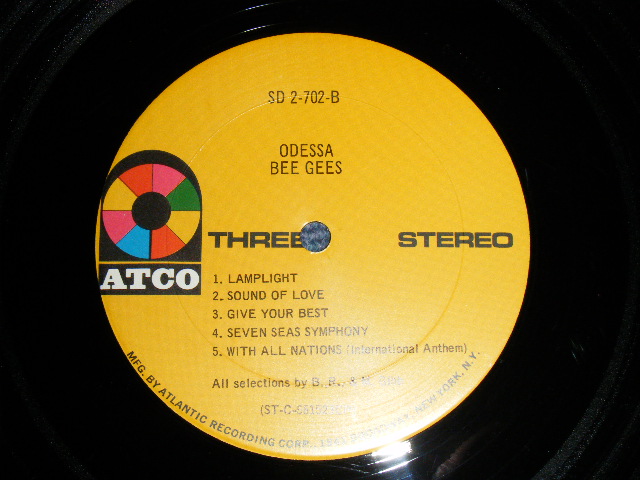 SD 2-702-B
ODESSA
BEE GEES
THREE STEREO
ATCO
1. LAMPLIGHT
2. SOUND OF LOVE
3. GIVE YOUR BEST
4. SEVEN SEAS SYMPHONY
5. WITH ALL NATIONS (International Anthem)
All selections by B. R. &
(ST-C-
MFG. BY ATLANTIC RECORDING CORP., NEW YORK, N.Y.